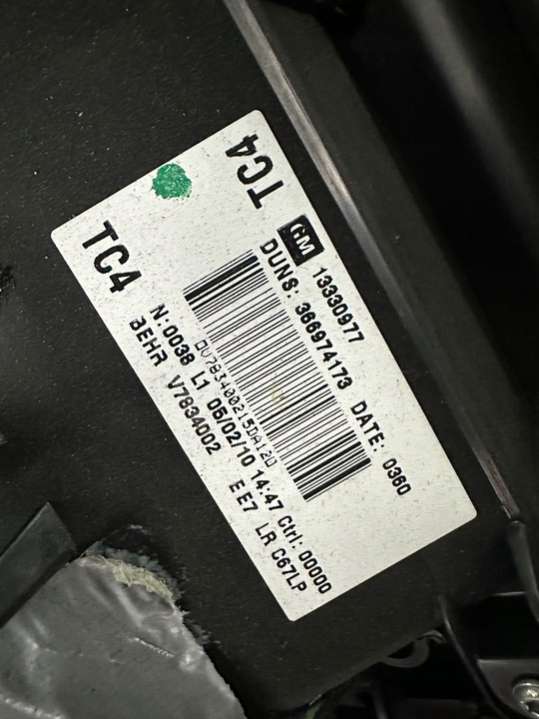 TC4
TC4
GM 13330977
DUNS: 366974173 DATE: 0360
N:0038 L1 05/02/10 14:47 Ctrl: 00000
BEHR V7834002 E E7 LR C67LP